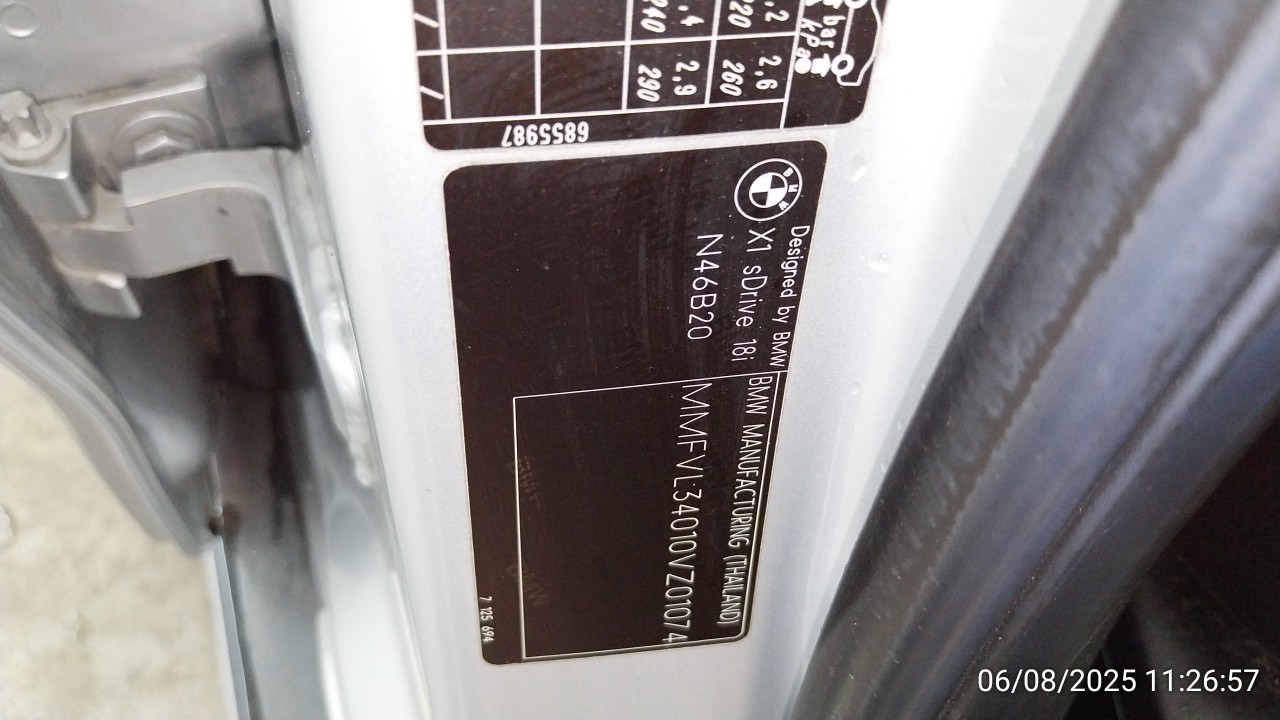 bar
kPa
,2 2,6
20 260
,4 2,9
240 290
6855987
BMW
Designed by BMW
X1 sDrive 18i
N46B20
BMW MANUFACTURING (THAILAND)
MMFVL34010VZ01074
7 125 694
06/08/2025 11:26:57